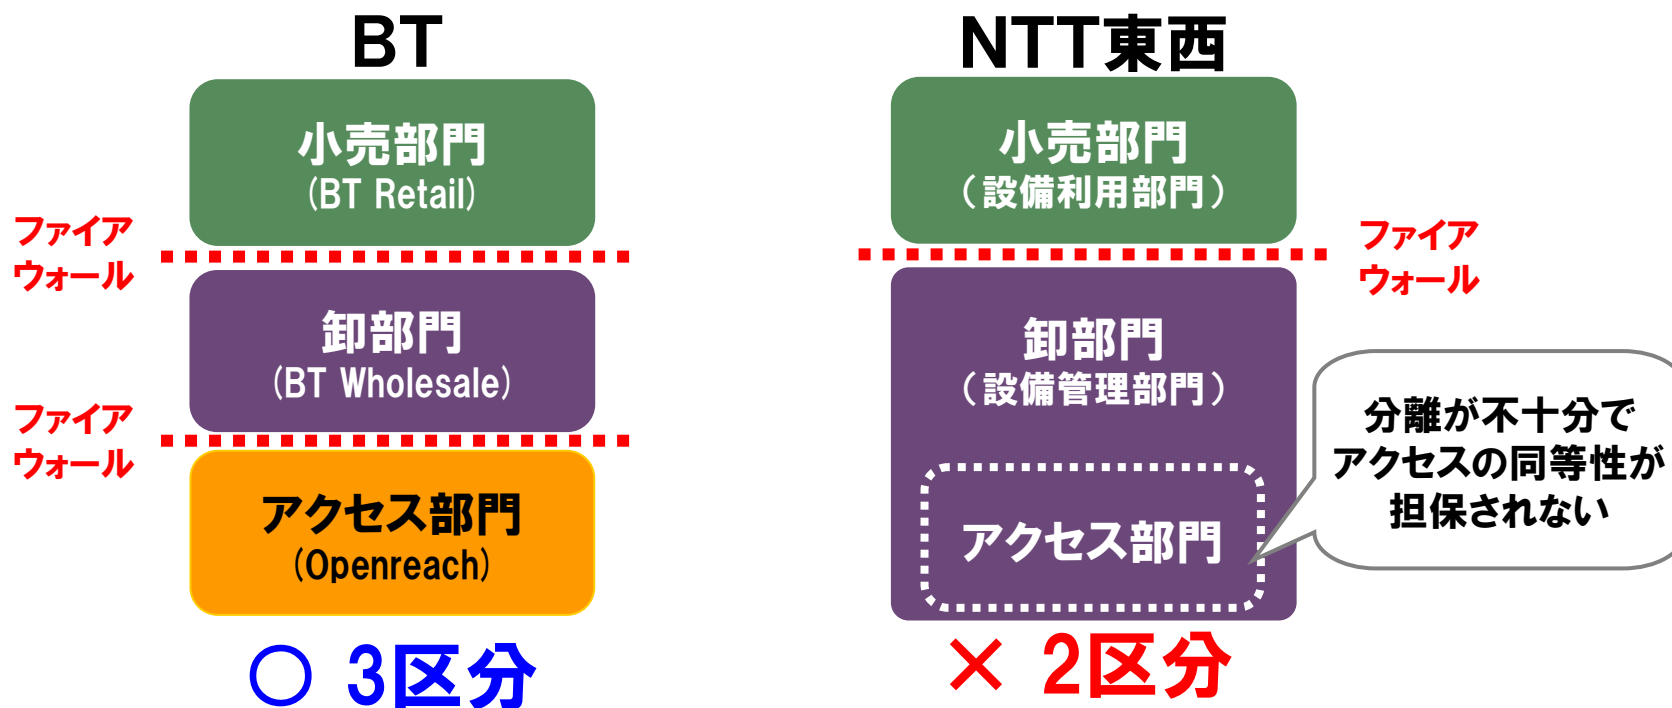 BT
小売部門
(BT Retail)
ファイア
ウォール
卸部門
(BT Wholesale)
ファイア
ウォール
アクセス部門
(Openreach)
○ 3区分
NTT東西
小売部門
(設備利用部門)
ファイア
ウォール
卸部門
(設備管理部門)
アクセス部門
分離が不十分で
アクセスの同等性が
担保されない
× 2区分